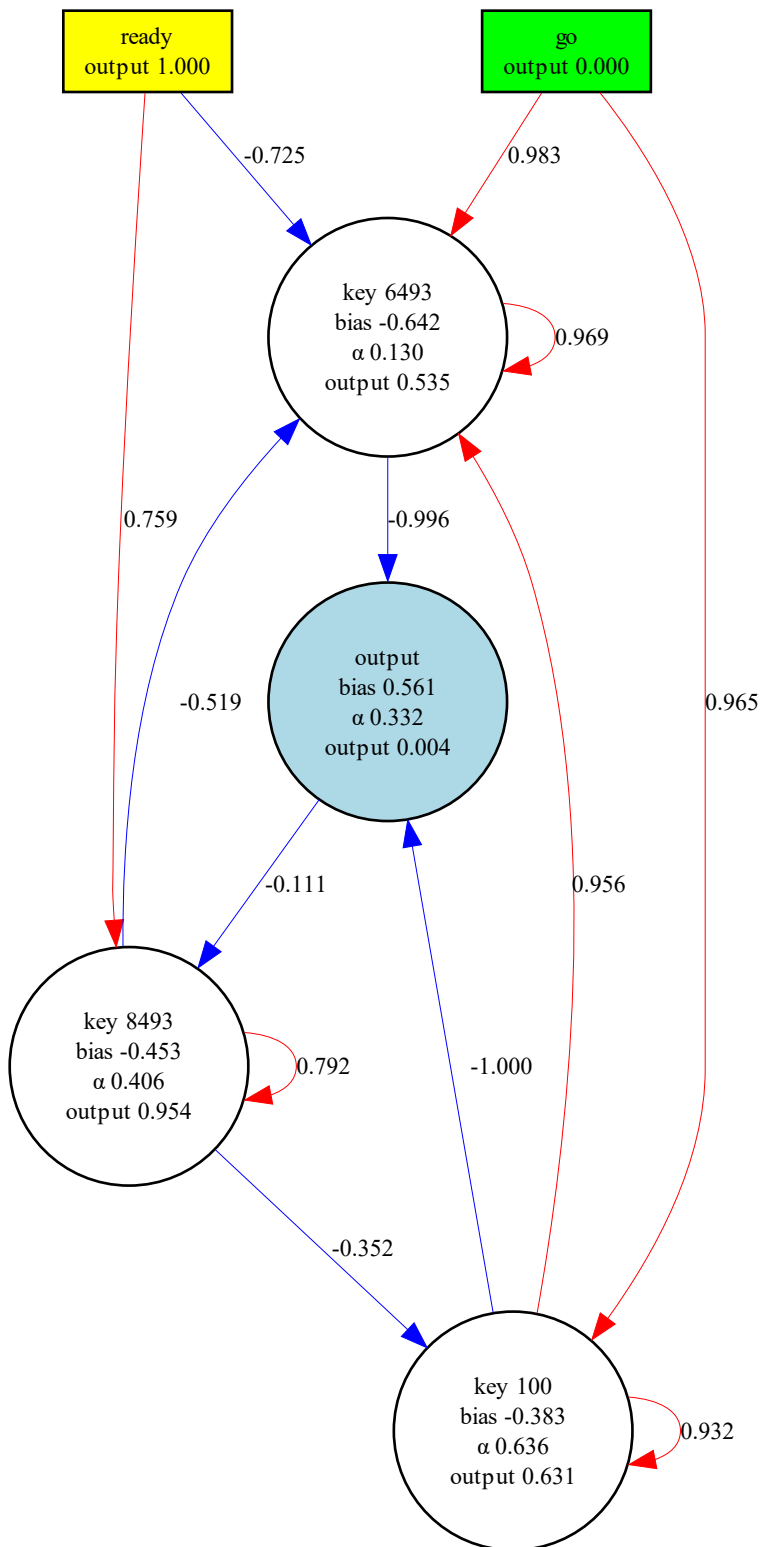 ready
output 1.000
go
output 0.000
-0.725
0.983
key 6493
bias -0.642
α 0.130
output 0.535
0.969
0.759
-0.996
output
bias 0.561
α 0.332
output 0.004
-0.519
0.965
-0.111
0.956
key 8493
bias -0.453
α 0.406
output 0.954
0.792
-1.000
-0.352
key 100
bias -0.383
α 0.636
output 0.631
0.932